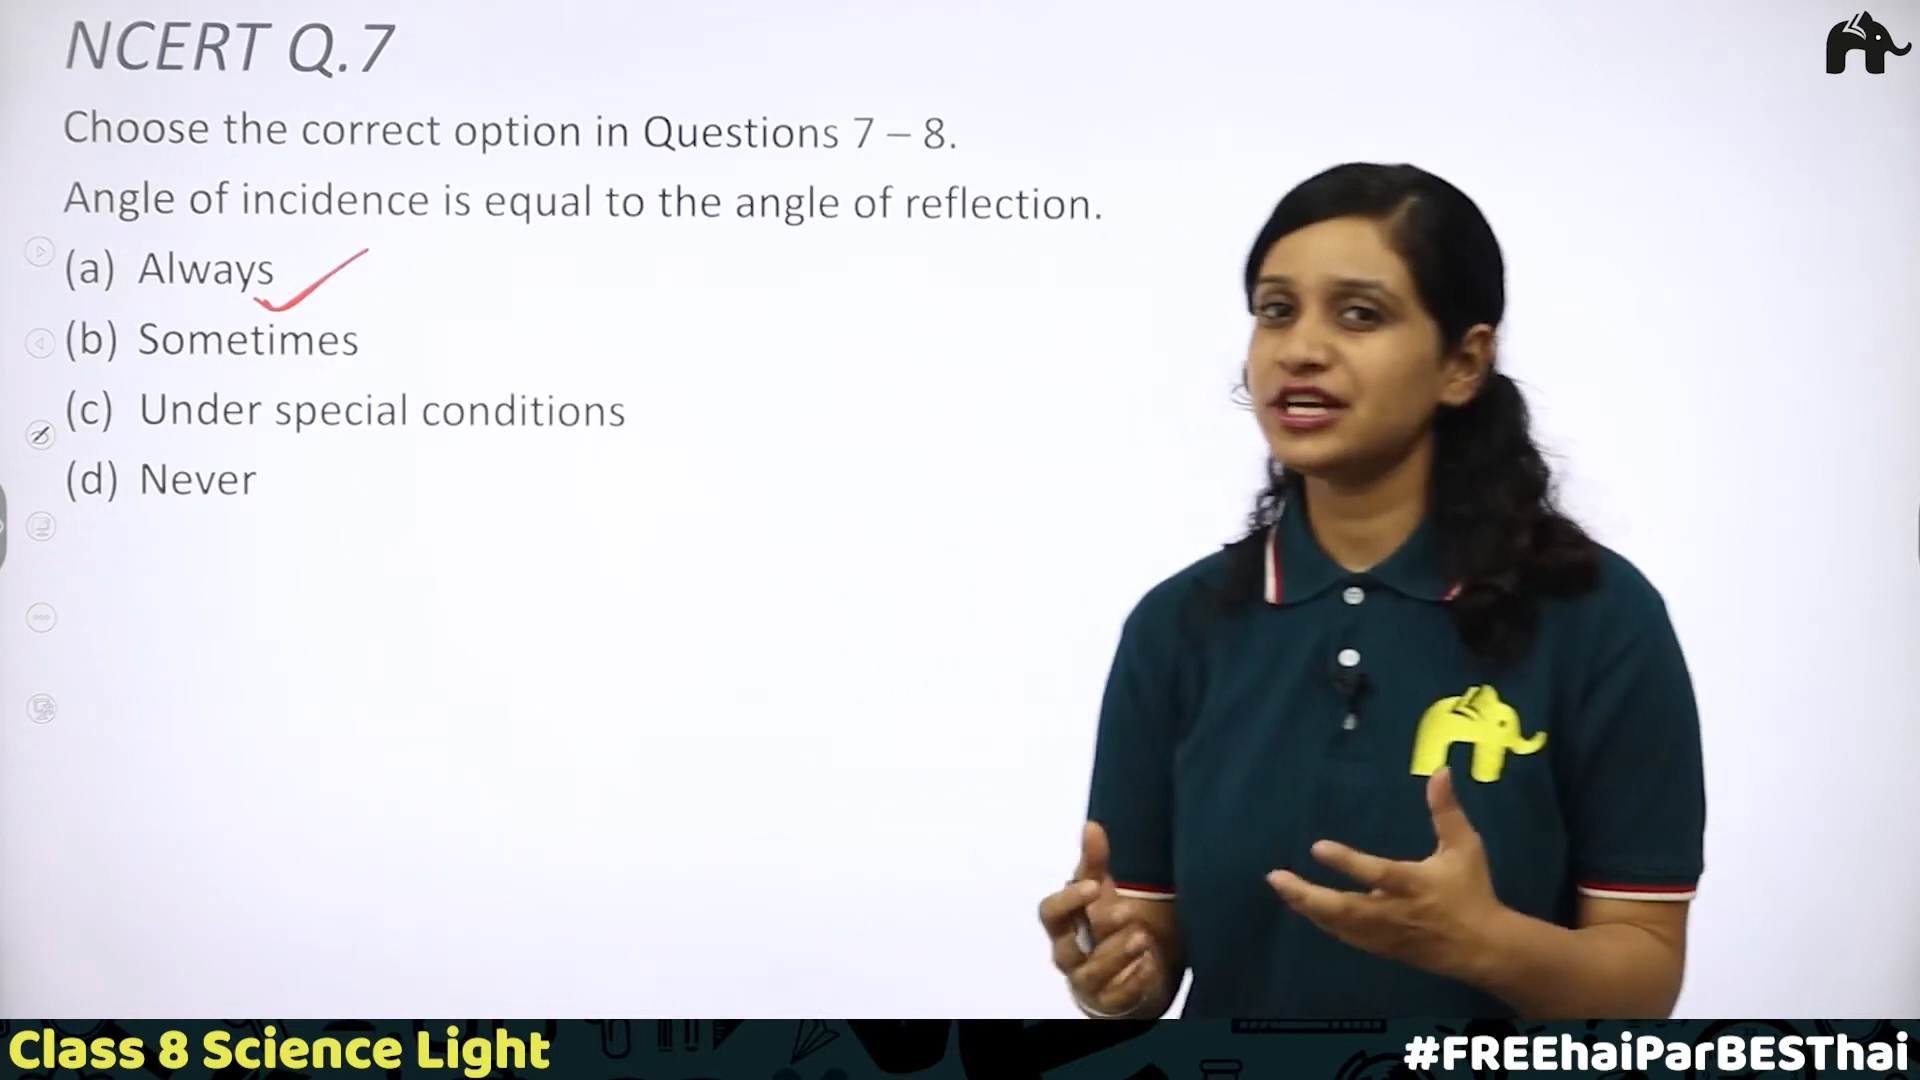 NCERT Q.7
Choose the correct option in Questions 7 – 8.
Angle of incidence is equal to the angle of reflection.
(a) Always
(b) Sometimes
(c) Under special conditions
(d) Never
Class 8 Science Light
#FREEhaiParBESThai